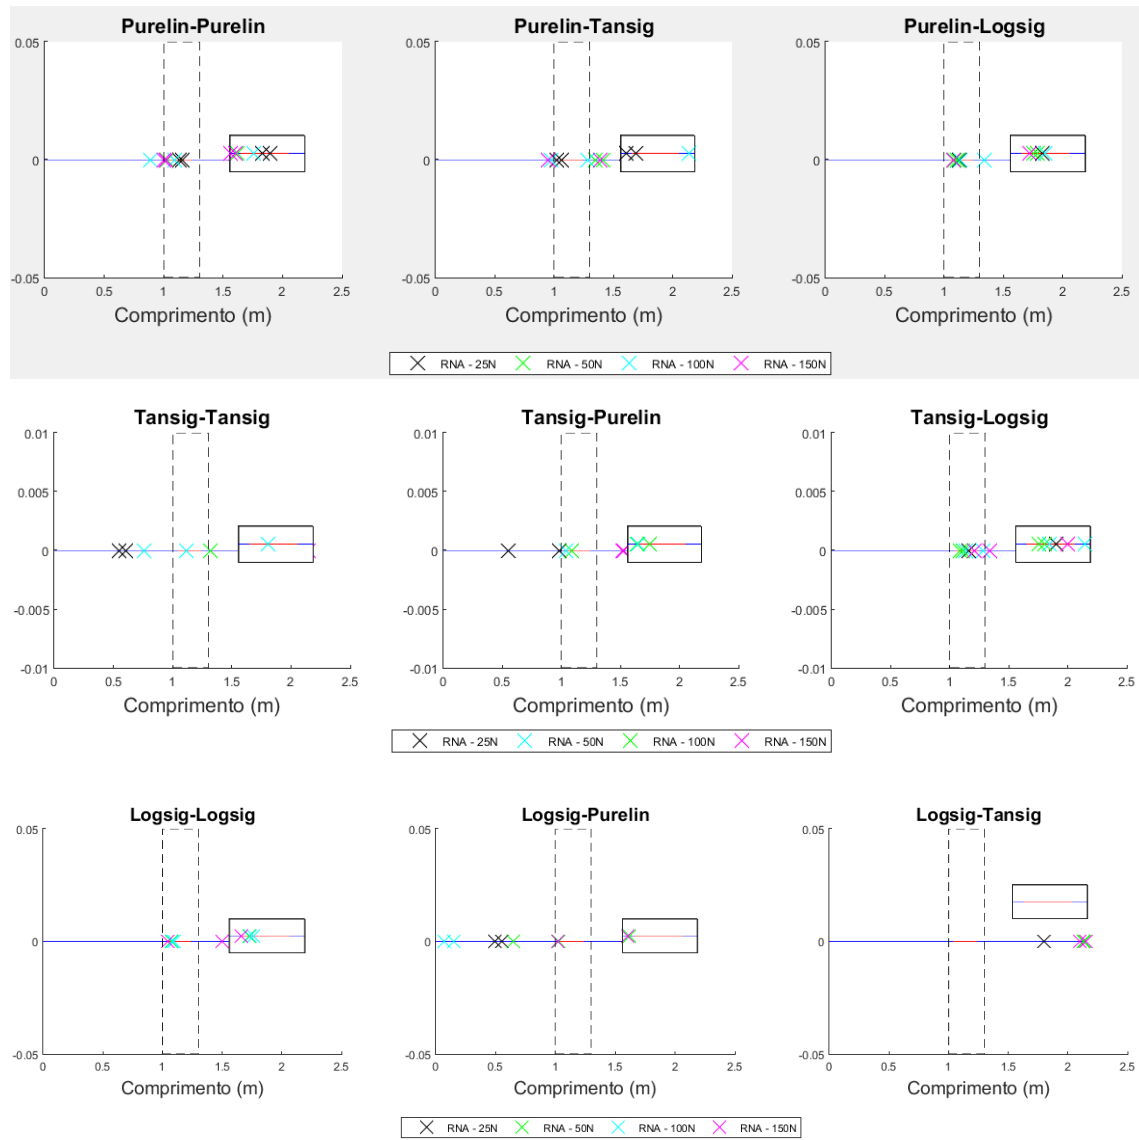 Purelin-Purelin Purelin-Tansig Purelin-Logsig
0.05
0
-0.05
0 0.5 1 1.5 2 2.5 0 0.5 1 1.5 2 2.5 0 0.5 1 1.5 2 2.5
0.05
0
-0.05
0.05
0
-0.05
Comprimento (m) Comprimento (m) Comprimento (m)
RNA - 25N RNA - 50N RNA - 100N RNA - 150N
Tansig-Tansig Tansig-Purelin Tansig-Logsig
0.01 0.01 0.01
0.005 0.005 0.005
0 0 0
-0.005 -0.005 -0.005
-0.01 -0.01 -0.01
0 0.5 1 1.5 2 2.5 0 0.5 1 1.5 2 2.5 0 0.5 1 1.5 2 2.5
Comprimento (m) Comprimento (m) Comprimento (m)
RNA - 25N RNA - 50N RNA - 100N RNA - 150N
Logsig-Logsig Logsig-Purelin Logsig-Tansig
0.05 0.05 0.05
0 0 0
-0.05 -0.05 -0.05
0 0.5 1 1.5 2 2.5 0 0.5 1 1.5 2 2.5 0 0.5 1 1.5 2 2.5
Comprimento (m) Comprimento (m) Comprimento (m)
RNA - 25N RNA - 50N RNA - 100N RNA - 150N